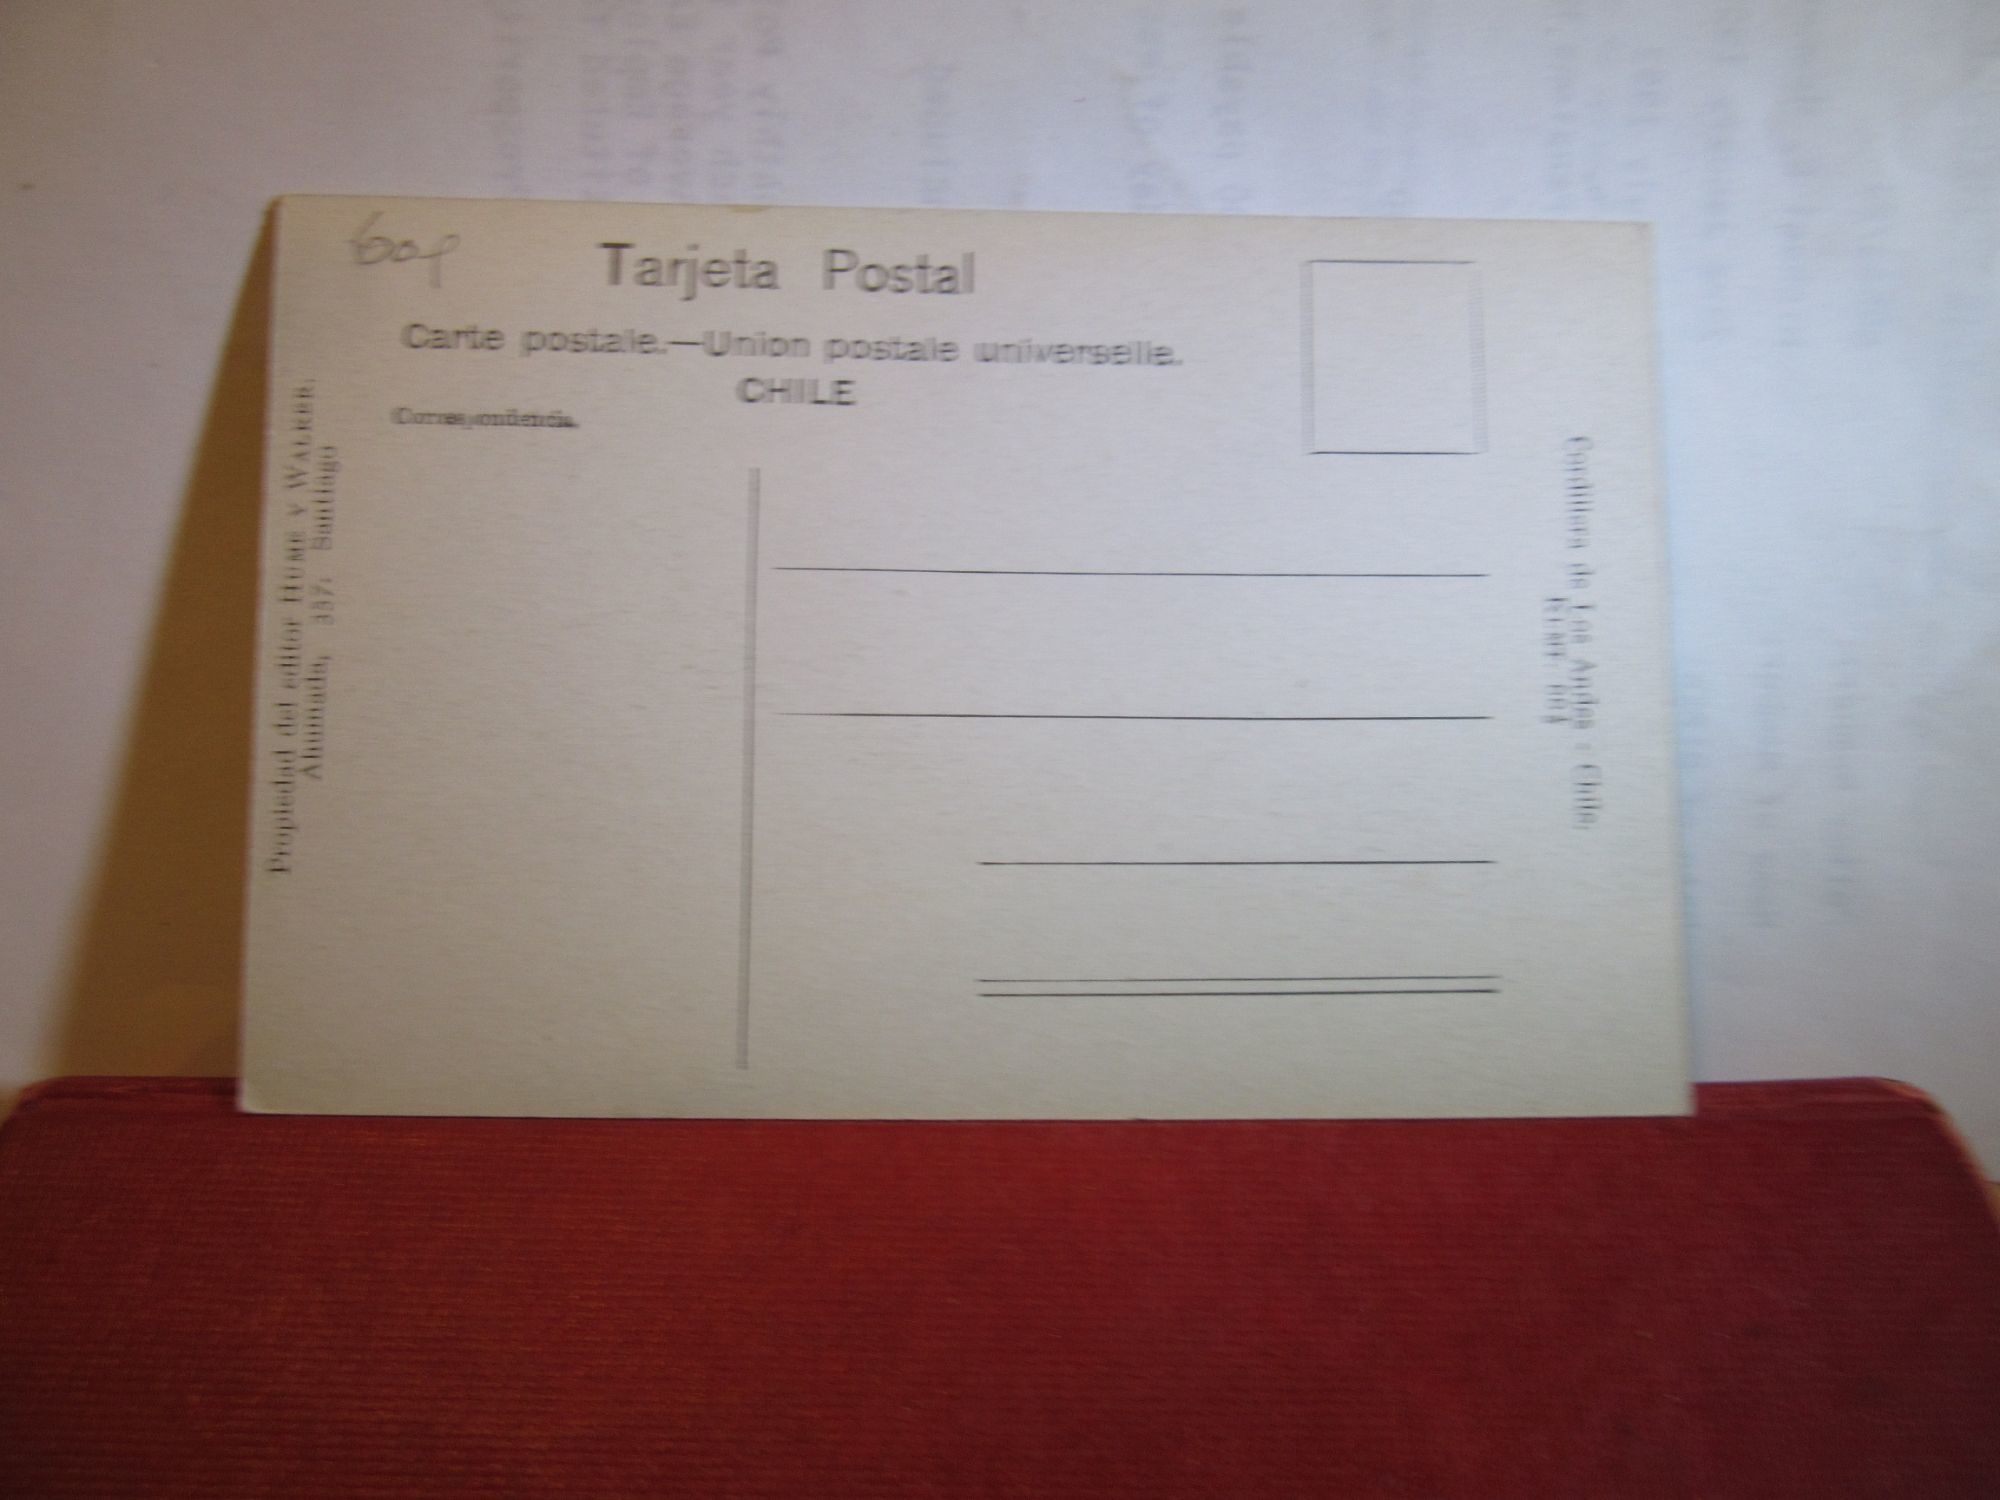 60p
Tarjeta Postal
Carte postale.—Union postale universelle.
CHILE
Correspondencia.
Propiedad del editor HUME Y WALKER.
Ahumada, 357. Santiago
Cordillera de Los Andes - Chile.